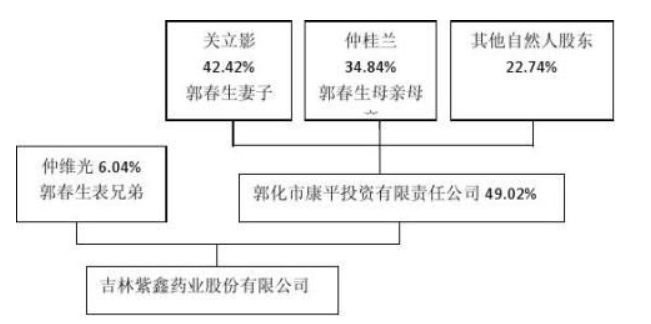 关立影
42.42%
郭春生妻子
仲桂兰
34.84%
郭春生母亲母
其他自然人股东
22.74%
仲维光 6.04%
郭春生表兄弟
郭化市康平投资有限责任公司 49.02%
吉林紫鑫药业股份有限公司